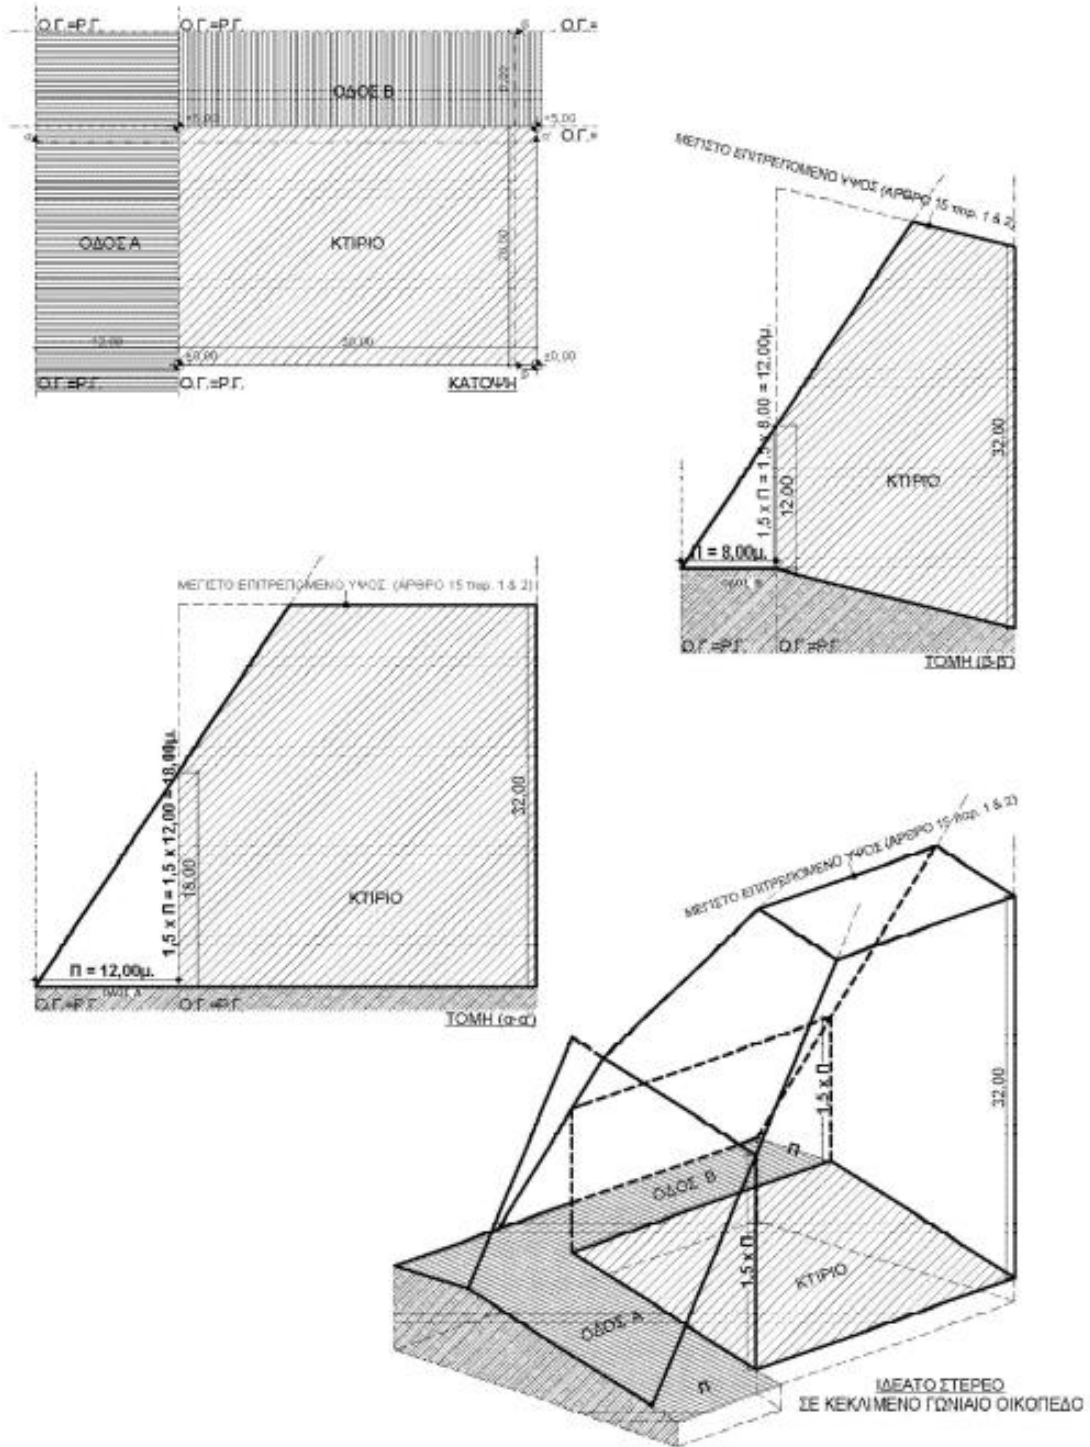 Ο.Γ.=Ρ.Γ. Ο.Γ.=Ρ.Γ. Ο.Γ.=
ΟΔΟΣ Β
+5,00 +5,00
Ο.Γ.=
α α'
ΟΔΟΣ Α ΚΤΙΡΙΟ
20,00
12,00 30,00
±0,00 ±0,00
Ο.Γ.=Ρ.Γ. Ο.Γ.=Ρ.Γ. ΚΑΤΟΨΗ
ΜΕΓΙΣΤΟ ΕΠΙΤΡΕΠΟΜΕΝΟ ΥΨΟΣ (ΑΡΘΡΟ 15 παρ. 1 & 2)
1,5 x Π = 1,5 x 8.00 = 12,00μ.
12.00
ΚΤΙΡΙΟ
32,00
Π = 8,00μ.
ΟΔΟΣ Β
Ο.Γ.=Ρ.Γ. Ο.Γ.=Ρ.Γ.
ΤΟΜΗ (β-β')
ΜΕΓΙΣΤΟ ΕΠΙΤΡΕΠΟΜΕΝΟ ΥΨΟΣ (ΑΡΘΡΟ 15 παρ. 1 & 2)
1,5 x Π = 1,5 x 12,00 = 18,00μ.
18.00
ΚΤΙΡΙΟ
32,00
Π = 12,00μ.
ΟΔΟΣ Α
Ο.Γ.=Ρ.Γ. Ο.Γ.=Ρ.Γ.
ΤΟΜΗ (α-α')
ΜΕΓΙΣΤΟ ΕΠΙΤΡΕΠΟΜΕΝΟ ΥΨΟΣ (ΑΡΘΡΟ 15 παρ. 1 & 2)
1,5 x Π
32,00
Π
ΟΔΟΣ Β
1,5 x Π
ΚΤΙΡΙΟ
ΟΔΟΣ Α
Π
ΙΔΕΑΤΟ ΣΤΕΡΕΟ
ΣΕ ΚΕΚΛΙΜΕΝΟ ΓΩΝΙΑΙΟ ΟΙΚΟΠΕΔΟ